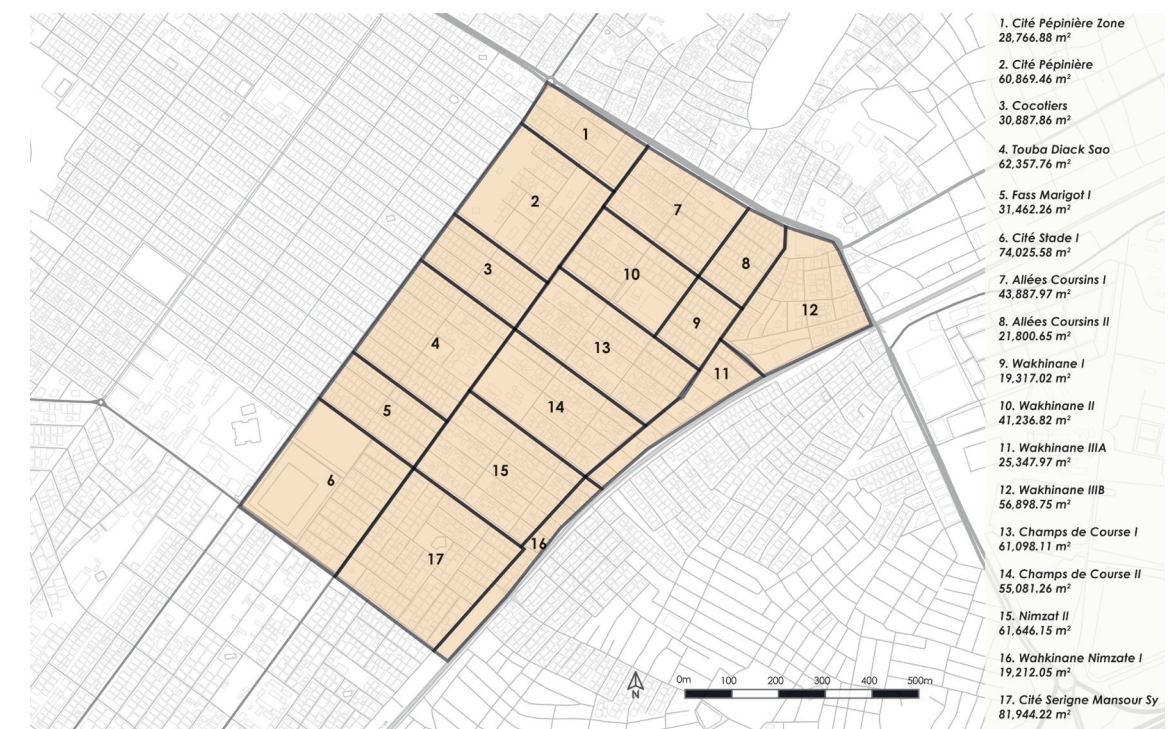 1. Cité Pépinière Zone
28,766.88 m²
2. Cité Pépinière
60,869.46 m²
3. Cocotiers
30,887.86 m²
4. Touba Diack Sao
62,357.76 m²
5. Fass Marigot I
31,462.26 m²
6. Cité Stade I
74,025.58 m²
7. Allées Coursins I
43,887.97 m²
8. Allées Coursins II
21,800.65 m²
9. Wakhinane I
19,317.02 m²
10. Wakhinane II
41,236.82 m²
11. Wakhinane IIIA
25,347.97 m²
12. Wakhinane IIIB
56,898.75 m²
13. Champs de Course I
61,098.11 m²
14. Champs de Course II
55,081.26 m²
15. Nimzat II
61,646.15 m²
16. Wahkinane Nimzate I
19,212.05 m²
17. Cité Serigne Mansour Sy
81,944.22 m²
1
2
7
3
8
10
12
9
4
13
11
5
14
15
6
16
17
N
0m 100 200 300 400 500m